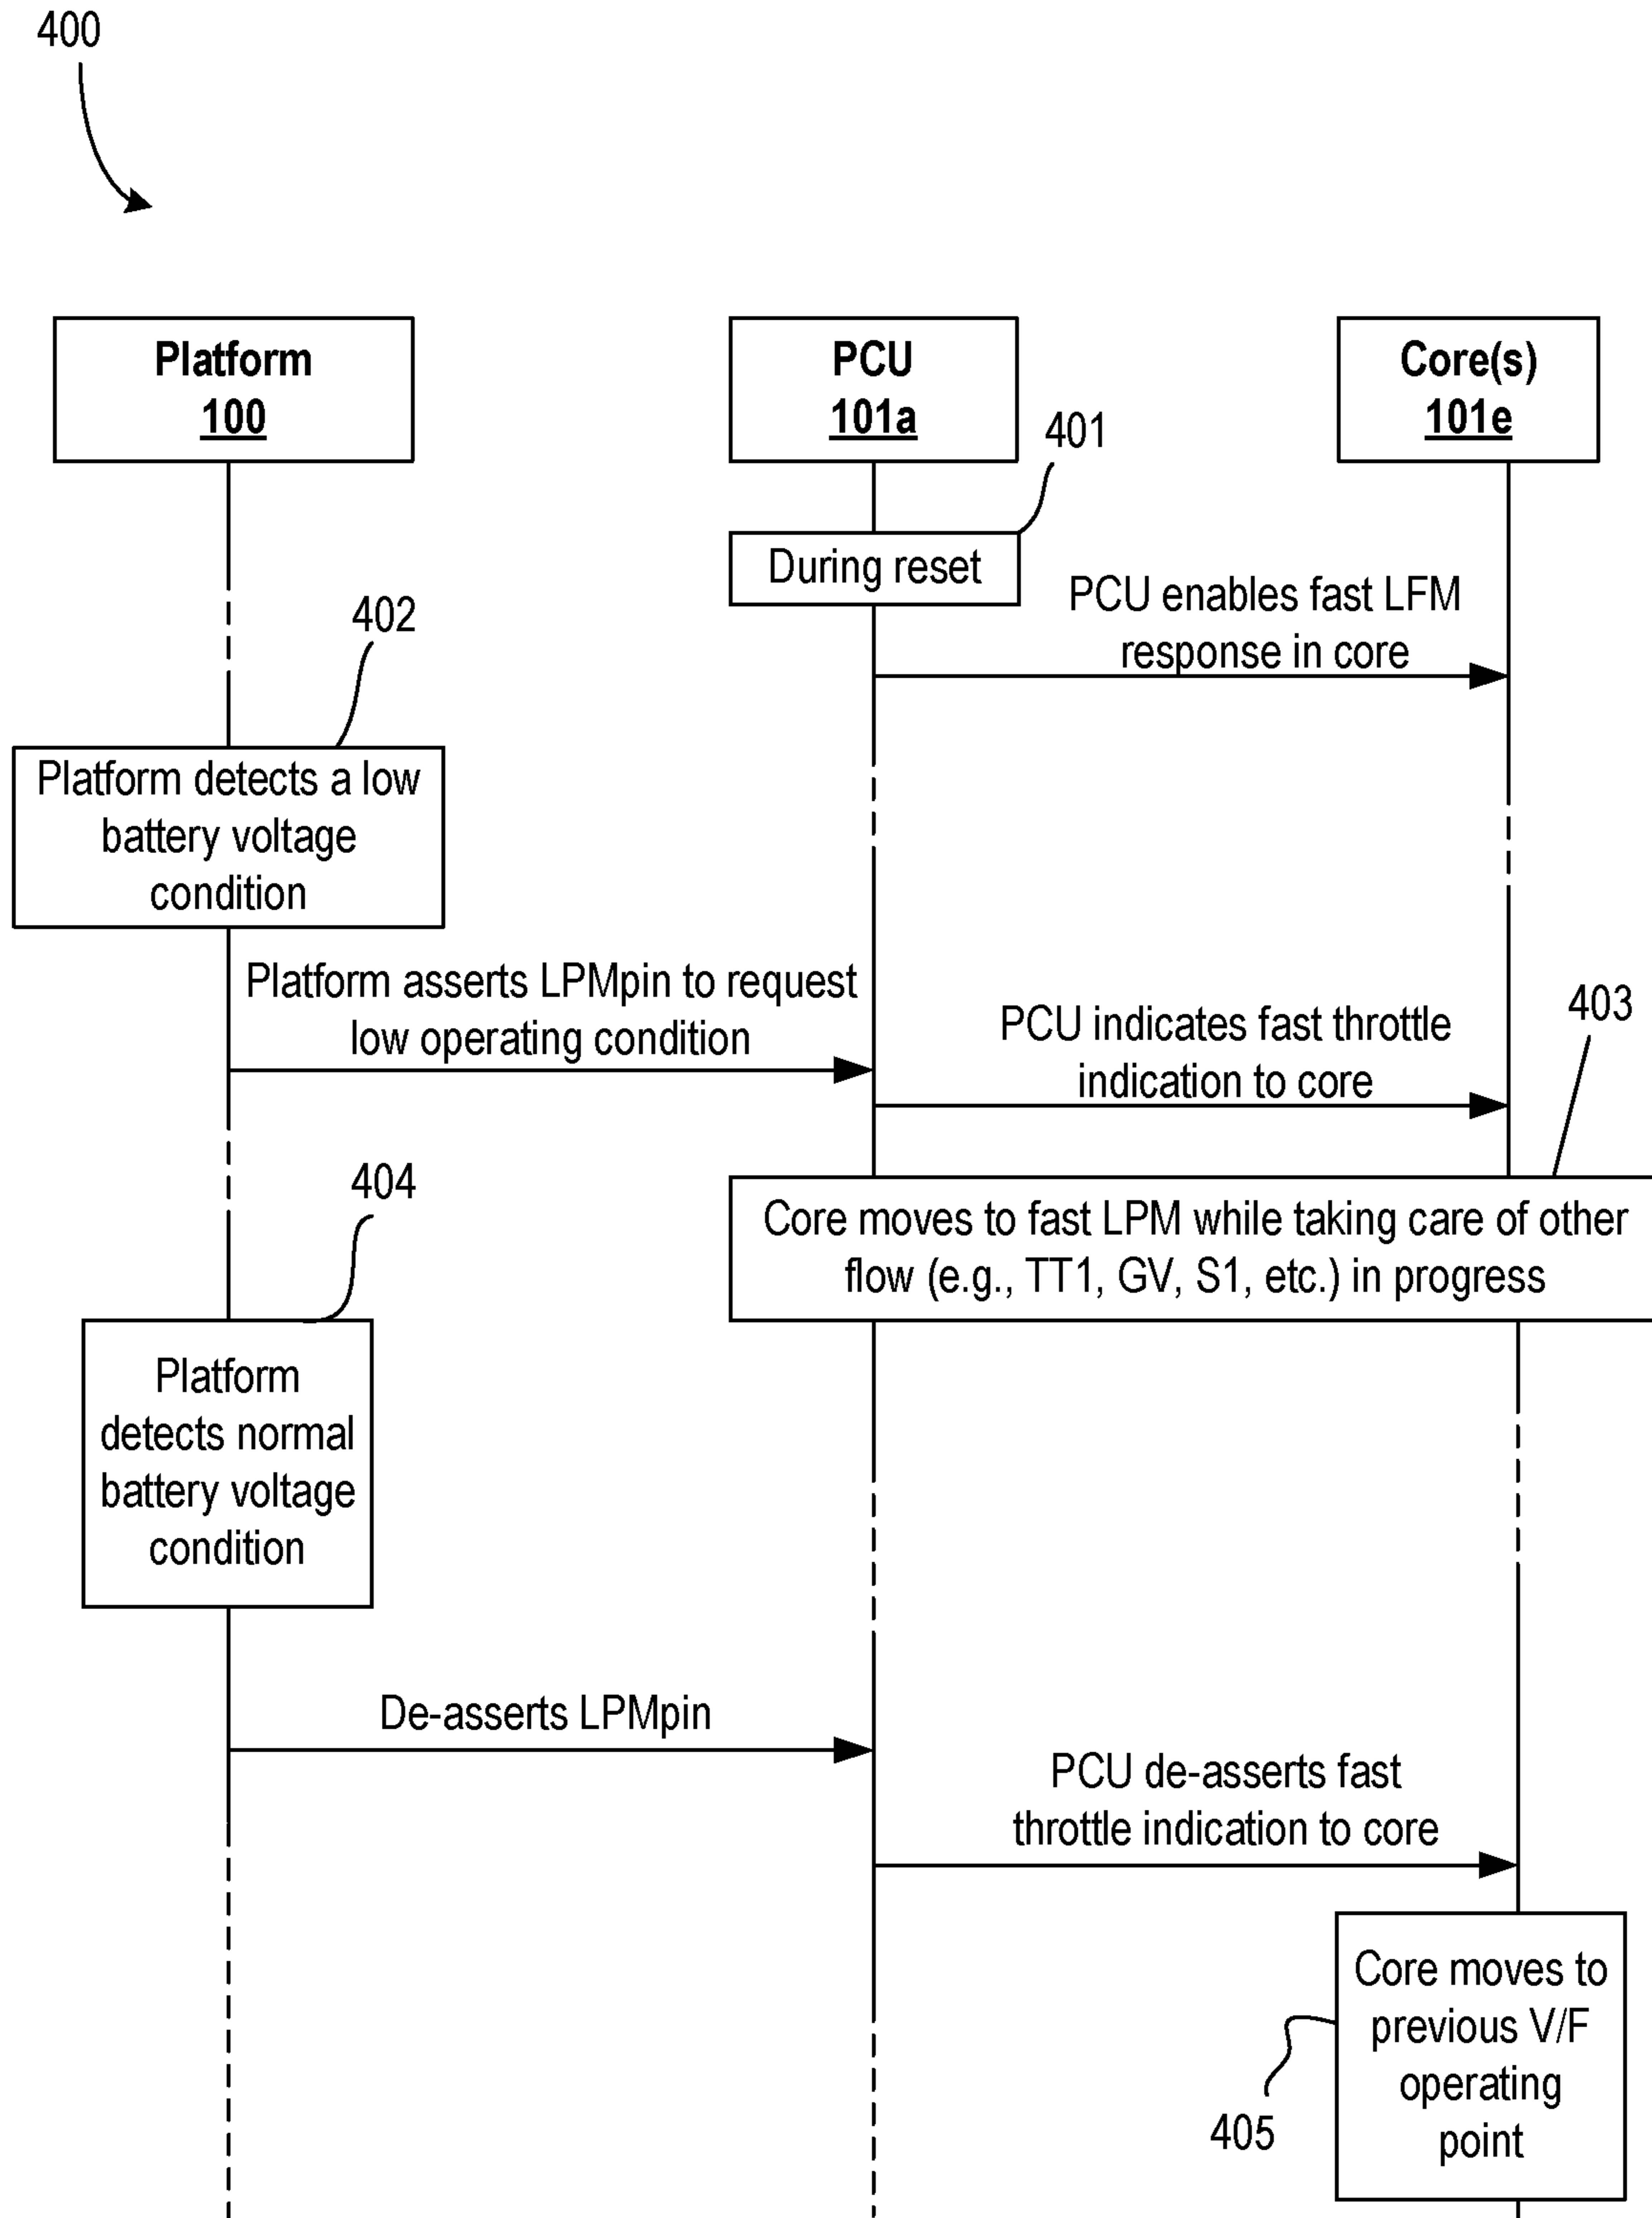 400
Platform
100
PCU
101a
Core(s)
101e
401
During reset
PCU enables fast LFM
response in core
402
Platform detects a low
battery voltage
condition
Platform asserts LPMpin to request
low operating condition
PCU indicates fast throttle
indication to core
403
Core moves to fast LPM while taking care of other
flow (e.g., TT1, GV, S1, etc.) in progress
404
Platform
detects normal
battery voltage
condition
De-asserts LPMpin
PCU de-asserts fast
throttle indication to core
Core moves to
previous V/F
operating
point
405